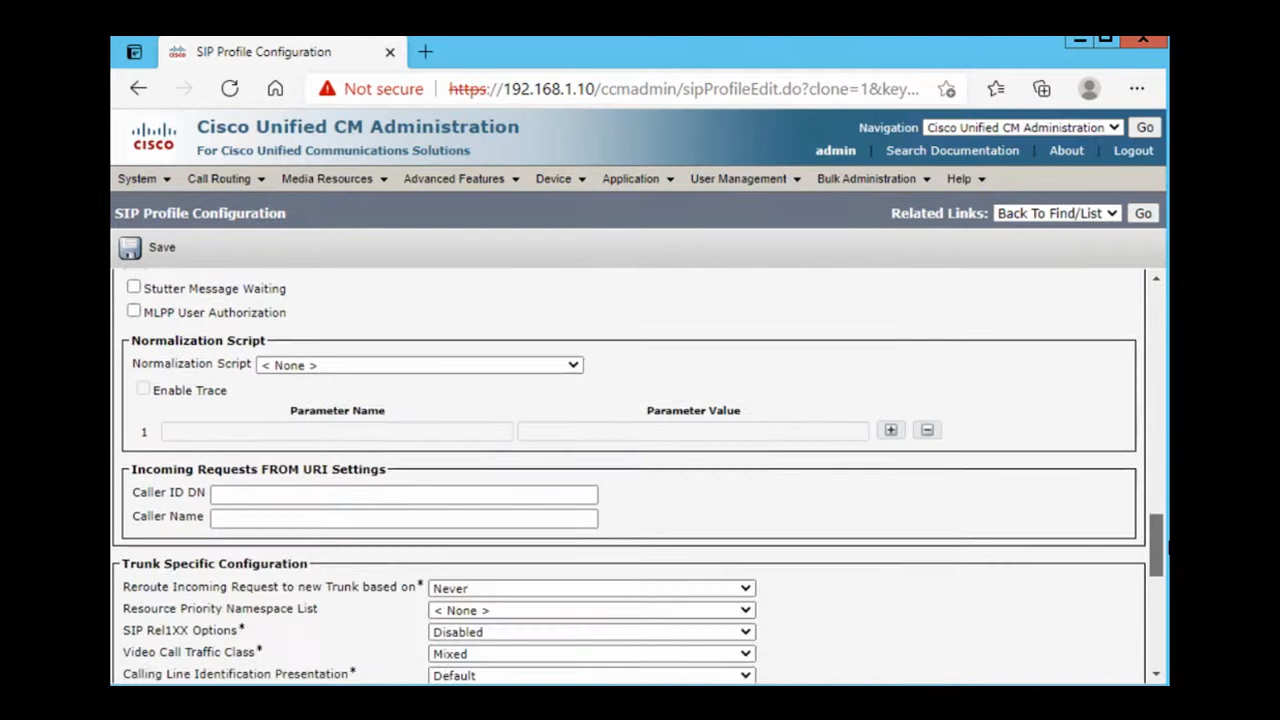 SIP Profile Configuration
Not secure https://192.168.1.10/ccmadmin/sipProfileEdit.do?clone=1&key...
Cisco Unified CM Administration
For Cisco Unified Communications Solutions
CISCO
Navigation Cisco Unified CM Administration Go
admin | Search Documentation | About | Logout
System Call Routing Media Resources Advanced Features Device Application User Management Bulk Administration Help
SIP Profile Configuration Related Links: Back To Find/List Go
Save
Stutter Message Waiting
MLPP User Authorization
Normalization Script
Normalization Script < None >
Enable Trace
Parameter Name Parameter Value
1
Incoming Requests FROM URI Settings
Caller ID DN
Caller Name
Trunk Specific Configuration
Reroute Incoming Request to new Trunk based on* Never
Resource Priority Namespace List < None >
SIP Rel1XX Options* Disabled
Video Call Traffic Class* Mixed
Calling Line Identification Presentation* Default